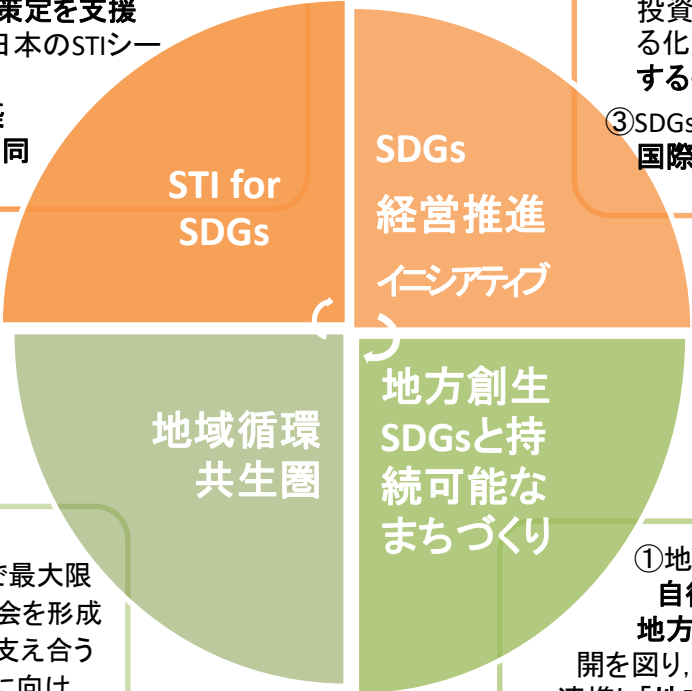 策定を支援
日本のSTIシー
同
投資
る化
する
③SDGs
国際
STI for
SDGs
SDGs
経営推進
イニシアティブ
地域循環
共生圏
地方創生
SDGsと持
続可能な
まちづくり
最大限
会を形成
支え合う
に向け
①地
自
地方
開を図り，